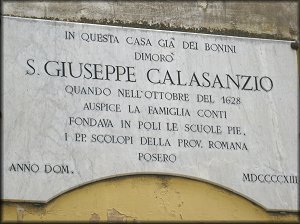 IN QUESTA CASA GIÀ DEI BONINI
DIMORÒ
S. GIUSEPPE CALASANZIO
QUANDO NELL'OTTOBRE DEL 1628
AUSPICE LA FAMIGLIA CONTI
FONDAVA IN POLI LE SCUOLE PIE.
I PP. SCOLOPI DELLA PROV. ROMANA
POSERO
ANNO DOM. MDCCCCXIII